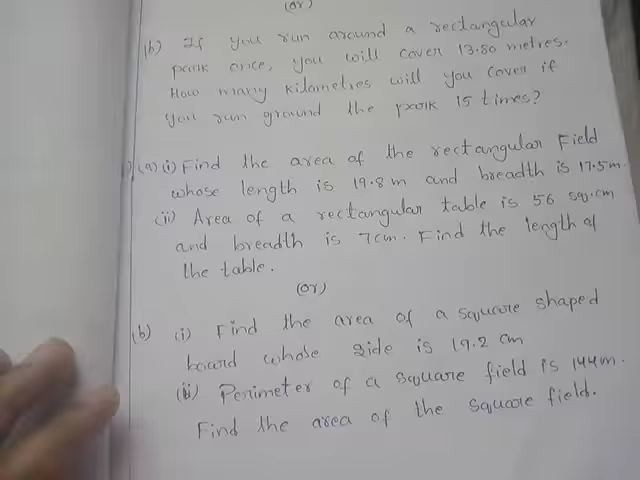 (or)
(b) If you run around a rectangular
park once, you will cover 13.80 metres.
How many kilometres will you cover if
you run ground the park 15 times?
(a) (i) Find the area of the rectangular Field
whose length is 19.8 m and breadth is 17.5 m.
(ii) Area of a rectangular table is 56 sq.cm
and breadth is 7cm. Find the length of
the table.
(or)
(b) (i) Find the area of a square shaped
board whose side is 19.2 cm
(ii) Perimeter of a square field is 144m.
Find the area of the square field.